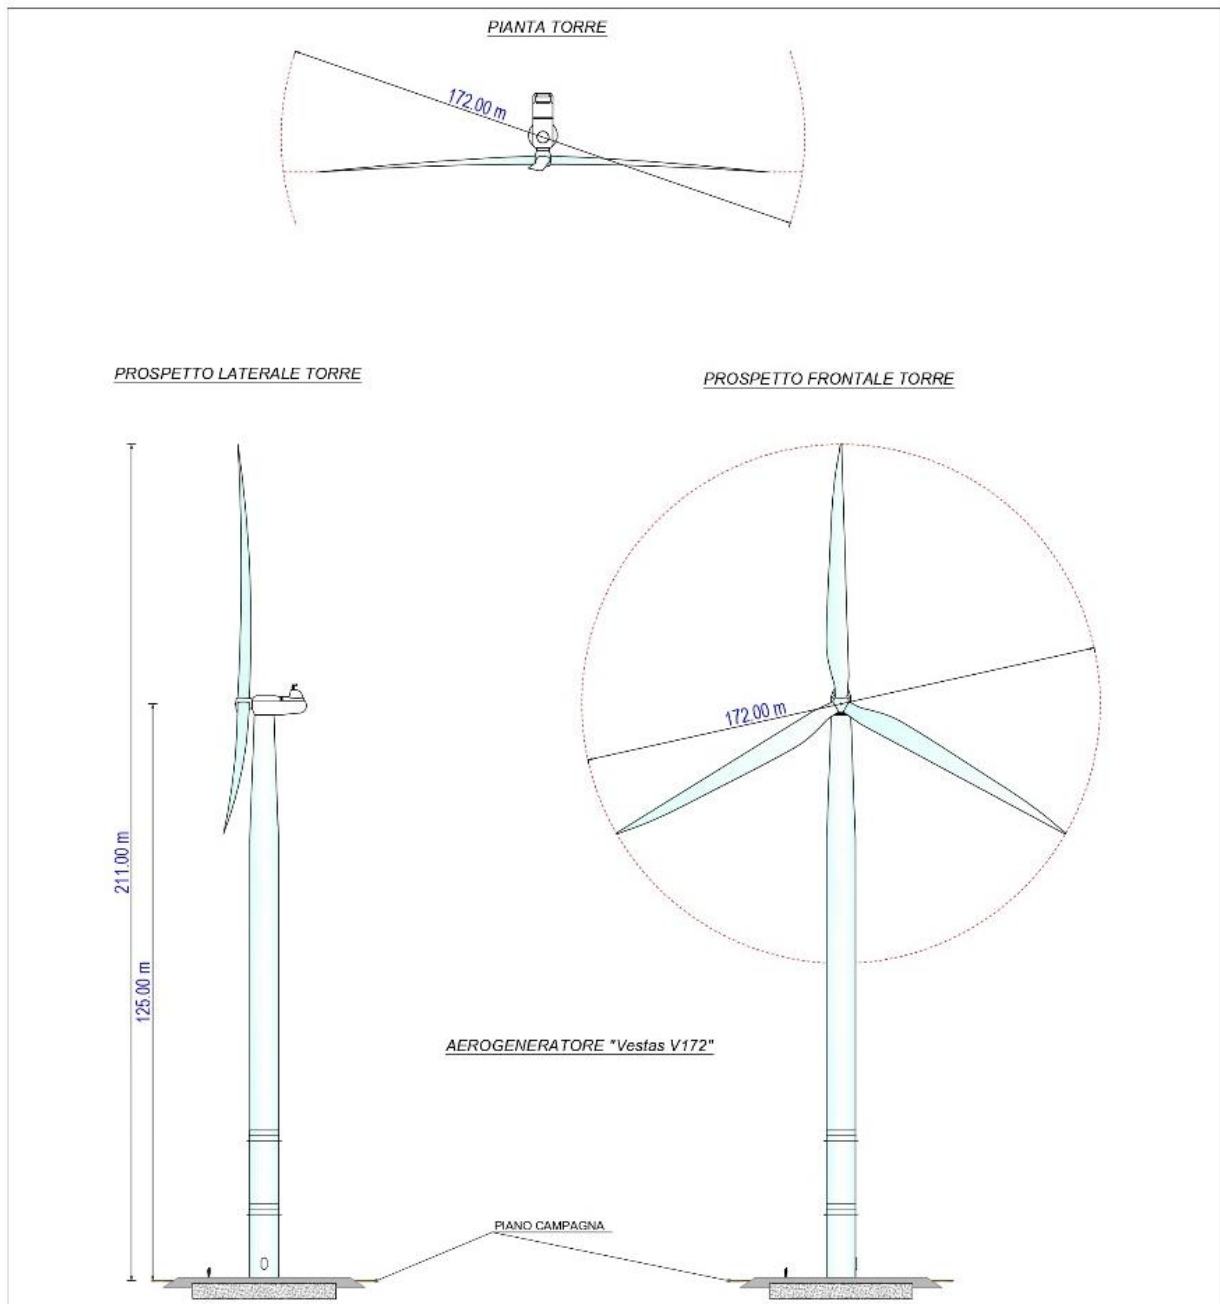 PIANTA TORRE
172.00 m
PROSPETTO LATERALE TORRE
PROSPETTO FRONTALE TORRE
172.00 m
211.00 m
125.00 m
AEROGENERATORE "Vestas V172"
PIANO CAMPAGNA